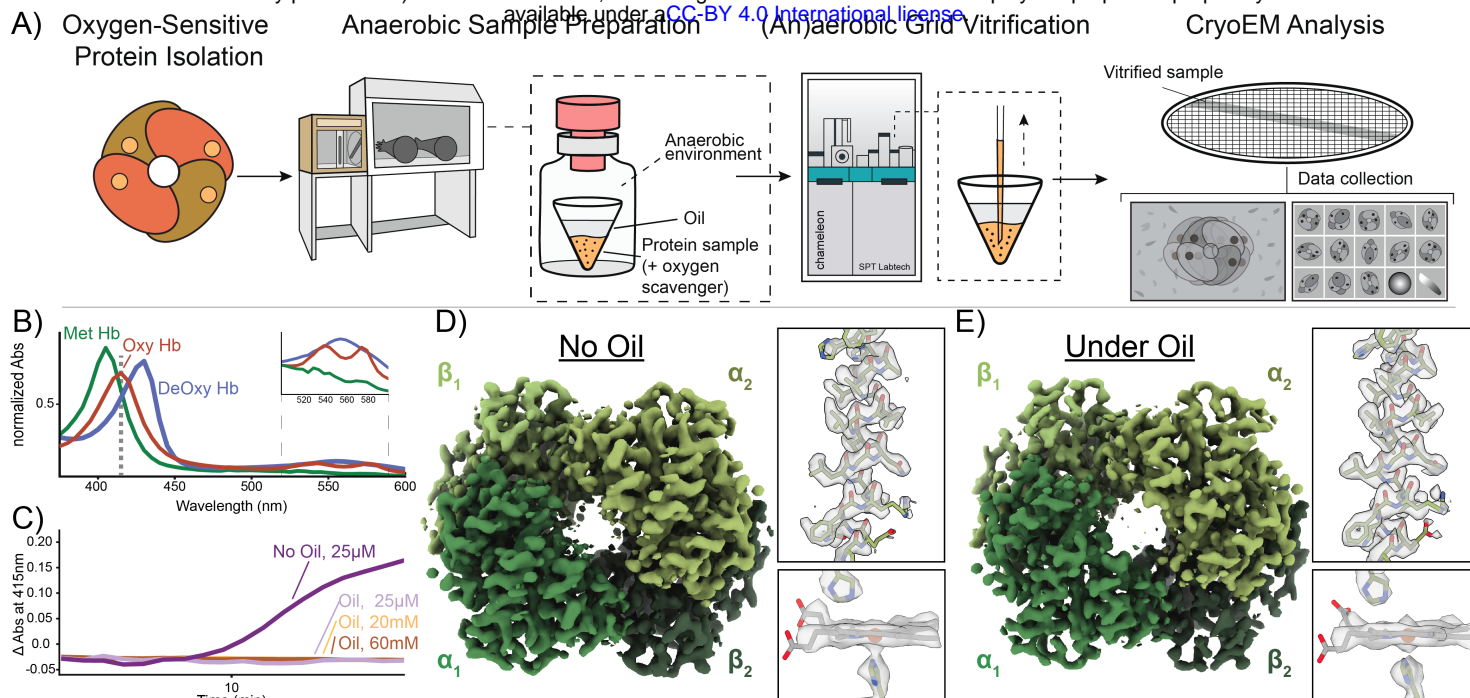 available under aCC-BY 4.0 International license.
A) Oxygen-Sensitive
Protein Isolation
Anaerobic Sample Preparation
(An)aerobic Grid Vitrification
CryoEM Analysis
Vitrified sample
Anaerobic
environment
Oil
Protein sample
(+ oxygen
scavenger)
chameleon
SPT Labtech
Data collection
B)
Met Hb
Oxy Hb
DeOxy Hb
normalized Abs
0.5
520 540 560 580
400 450 500 550 600
Wavelength (nm)
C)
Δ Abs at 415nm
0.20
0.15
0.10
0.05
0.0
-0.05
No Oil, 25µM
Oil, 25µM
Oil, 20mM
Oil, 60mM
10
Time (min)
D)
No Oil
β1
α2
α1
β2
E)
Under Oil
β1
α2
α1
β2